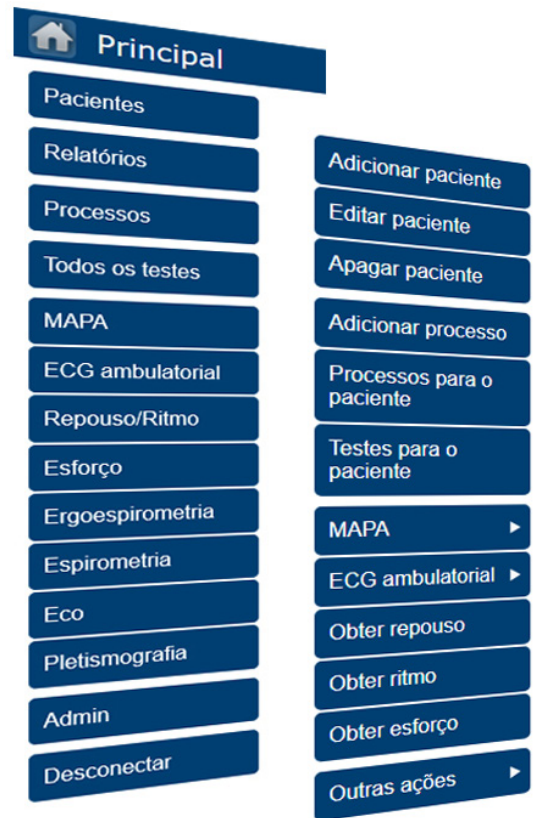 Principal
Pacientes
Relatórios
Processos
Todos os testes
MAPA
ECG ambulatorial
Repouso/Ritmo
Esforço
Ergoespirometria
Espirometria
Eco
Pletismografia
Admin
Desconectar
Adicionar paciente
Editar paciente
Apagar paciente
Adicionar processo
Processos para o
paciente
Testes para o
paciente
MAPA
ECG ambulatorial
Obter repouso
Obter ritmo
Obter esforço
Outras ações